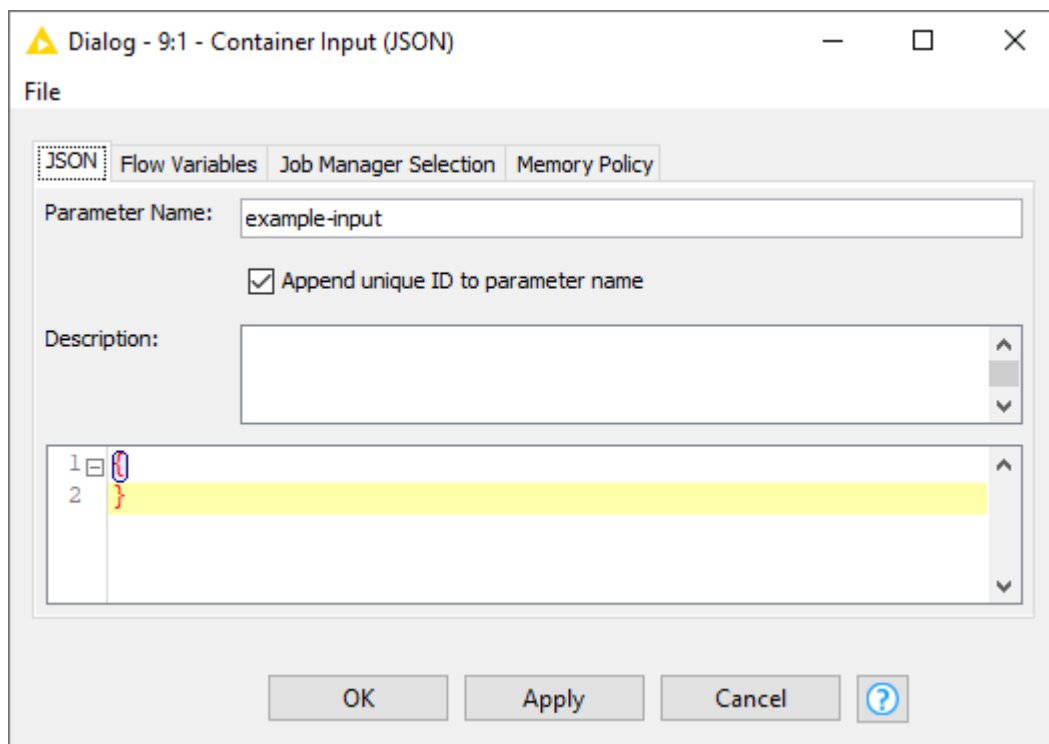 Dialog - 9:1 - Container Input (JSON)
File
JSON Flow Variables Job Manager Selection Memory Policy
Parameter Name: example-input
Append unique ID to parameter name
Description:
1 {
2 }
OK Apply Cancel ?